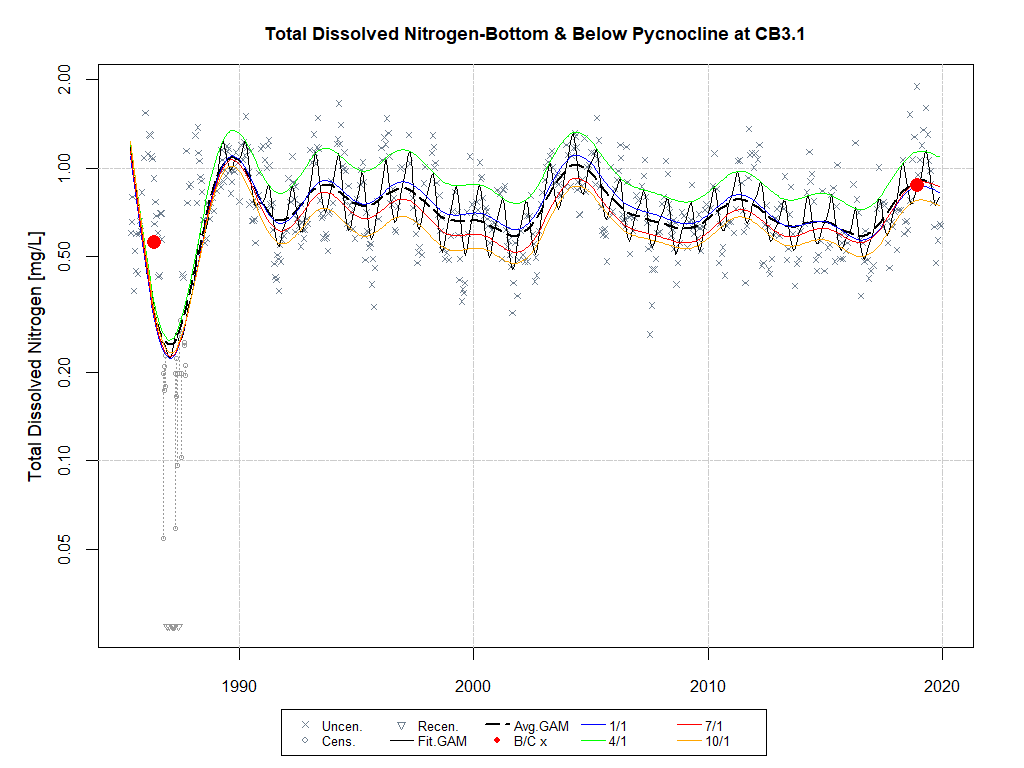 Total Dissolved Nitrogen-Bottom & Below Pycnocline at CB3.1
Total Dissolved Nitrogen [mg/L]
2.00
1.00
0.50
0.20
0.10
0.05
1990 2000 2010 2020
Uncen. Recen. Avg.GAM 1/1 7/1
Cens. Fit.GAM B/C x 4/1 10/1